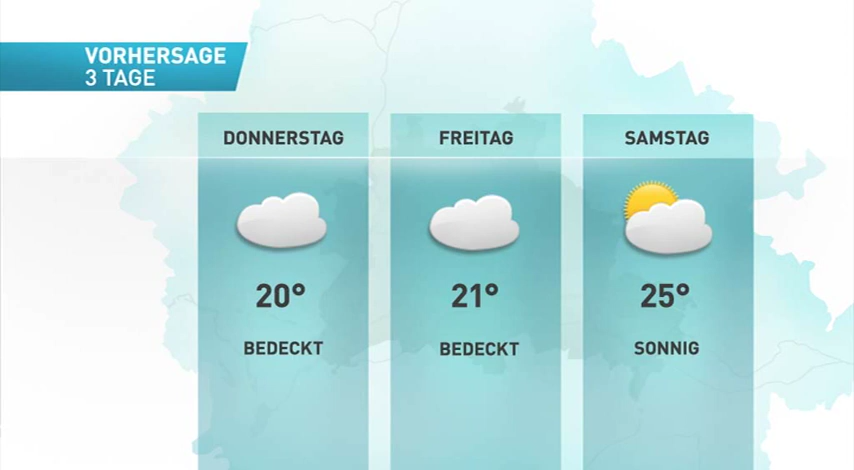 VORHERSAGE
3 TAGE
DONNERSTAG
FREITAG
SAMSTAG
20°
21°
25°
BEDECKT
BEDECKT
SONNIG